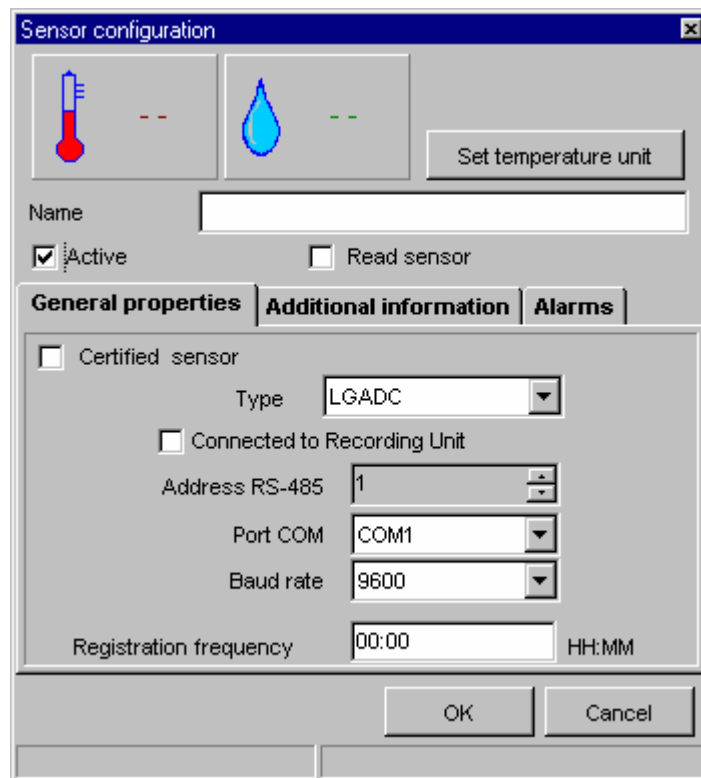 Sensor configuration
-- --
Set temperature unit
Name
Active Read sensor
General properties Additional information Alarms
Certified sensor
Type LGADC
Connected to Recording Unit
Address RS-485 1
Port COM COM1
Baud rate 9600
Registration frequency 00:00 HH:MM
OK Cancel